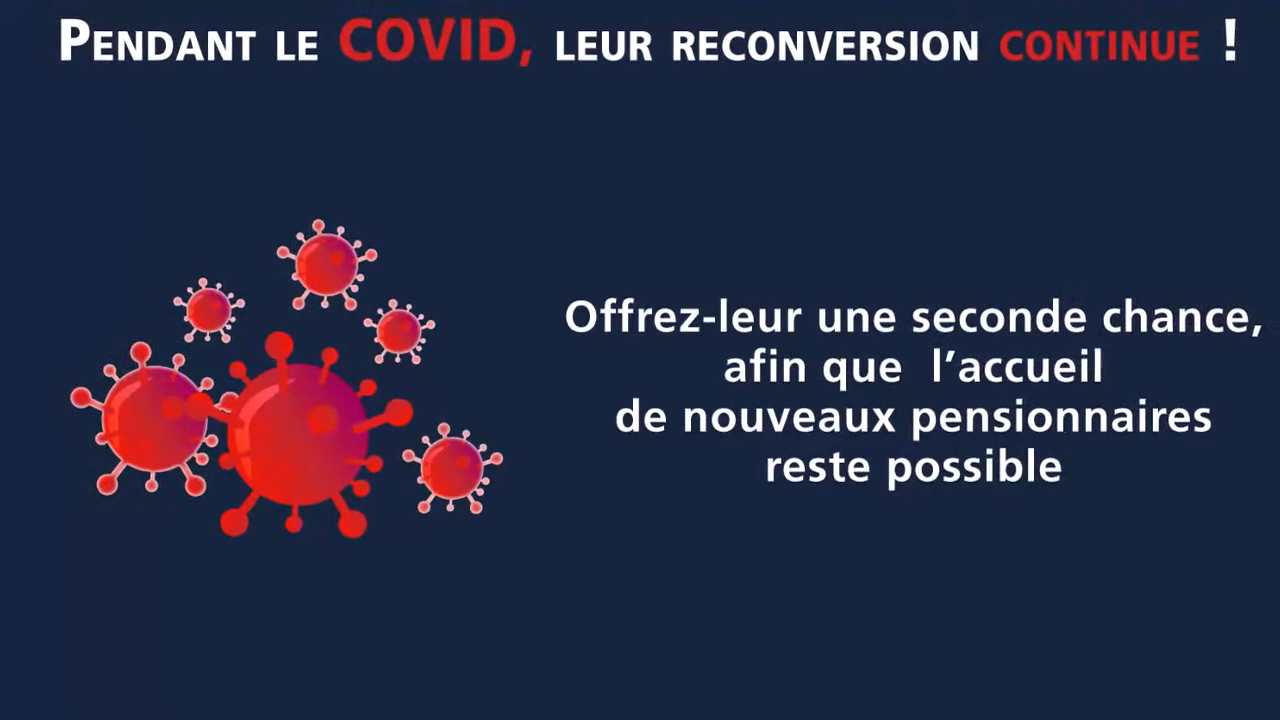 PENDANT LE COVID, LEUR RECONVERSION CONTINUE !
Offrez-leur une seconde chance,
afin que  l’accueil
de nouveaux pensionnaires
reste possible